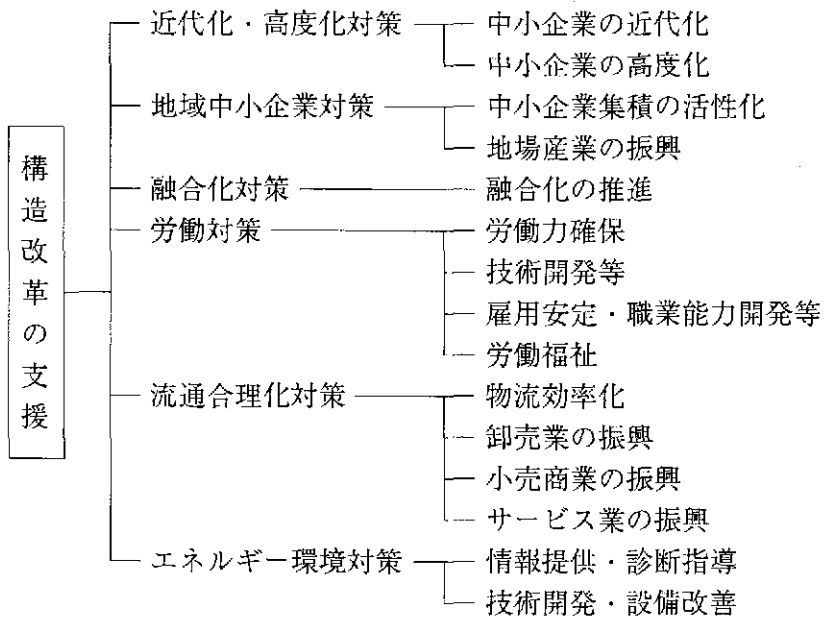 構造改革の支援
近代化・高度化対策
中小企業の近代化
中小企業の高度化
地域中小企業対策
中小企業集積の活性化
地場産業の振興
融合化対策
融合化の推進
労働対策
労働力確保
技術開発等
雇用安定・職業能力開発等
労働福祉
流通合理化対策
物流効率化
卸売業の振興
小売商業の振興
サービス業の振興
エネルギー環境対策
情報提供・診断指導
技術開発・設備改善